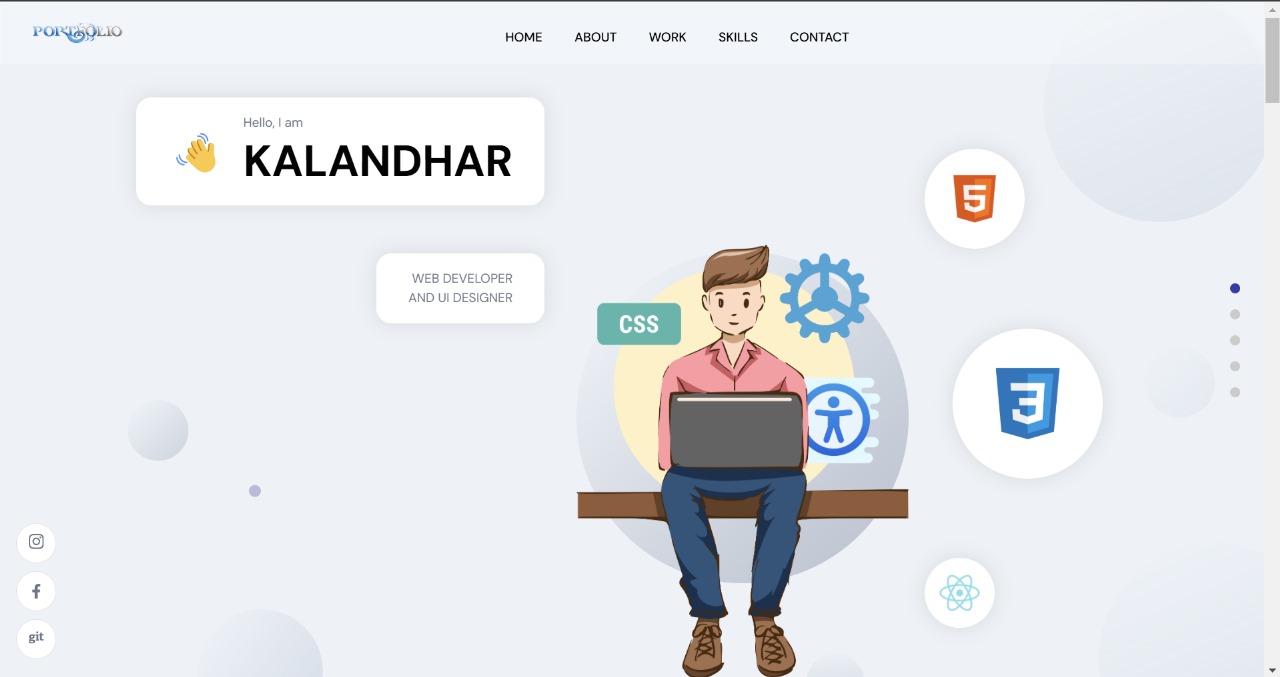 PORTFOLIO
HOME ABOUT WORK SKILLS CONTACT
Hello, I am
KALANDHAR
WEB DEVELOPER
AND UI DESIGNER
CSS
5
3
git